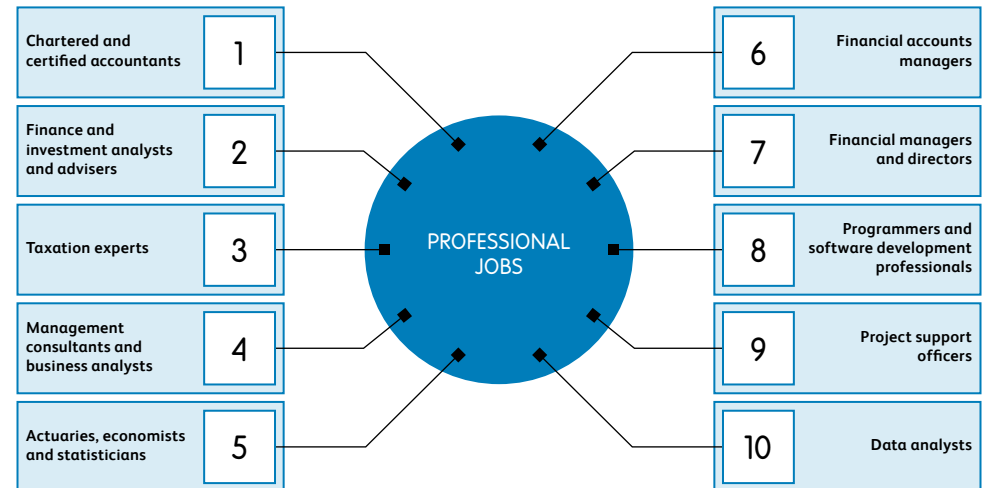 Chartered and
certified accountants
1
Finance and
investment analysts
and advisers
2
Taxation experts
3
Management
consultants and
business analysts
4
Actuaries, economists
and statisticians
5
PROFESSIONAL
JOBS
6
Financial accounts
managers
7
Financial managers
and directors
8
Programmers and
software development
professionals
9
Project support
officers
10
Data analysts